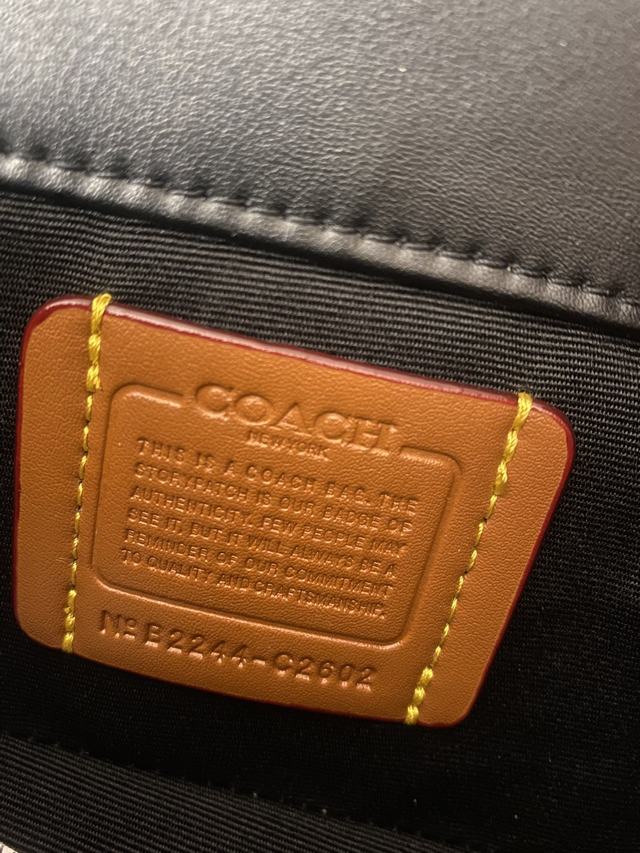 COACH
NEW YORK
THIS IS A COACH BAG. THE
STORYPATCH IS OUR BADGE OF
AUTHENTICITY. FEW PEOPLE MAY
SEE IT, BUT IT WILL ALWAYS BE A
REMINDER OF OUR COMMITMENT
TO QUALITY AND CRAFTSMANSHIP.
Nº B2244-C2602